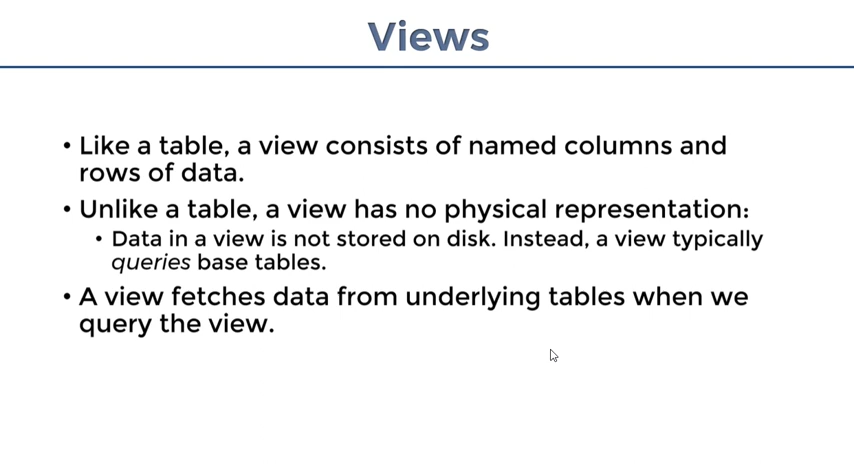 Views
• Like a table, a view consists of named columns and
rows of data.
• Unlike a table, a view has no physical representation:
• Data in a view is not stored on disk. Instead, a view typically
queries base tables.
• A view fetches data from underlying tables when we
query the view.